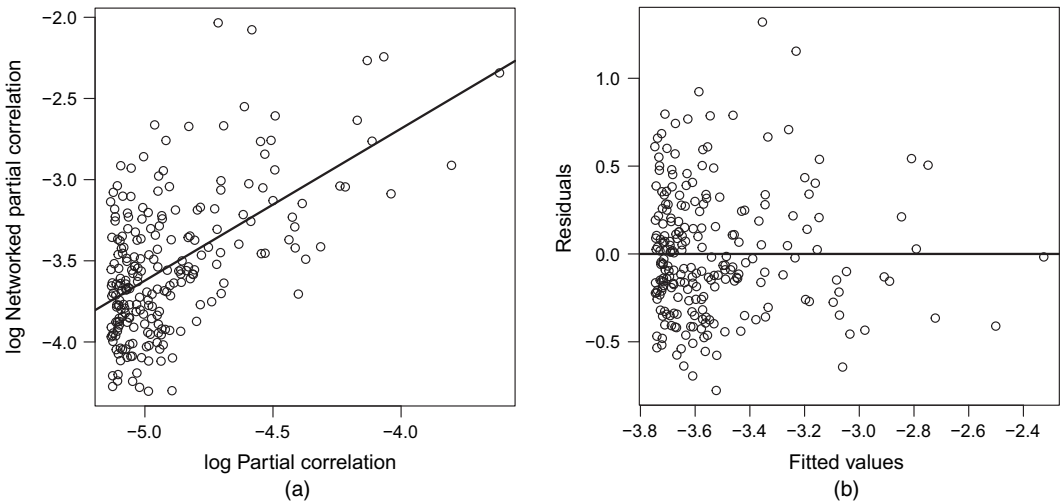 log Networked partial correlation
−2.0
−2.5
−3.0
−3.5
−4.0
−5.0 −4.5 −4.0
log Partial correlation
(a)
Residuals
1.0
0.5
0.0
−0.5
−3.8 −3.6 −3.4 −3.2 −3.0 −2.8 −2.6 −2.4
Fitted values
(b)